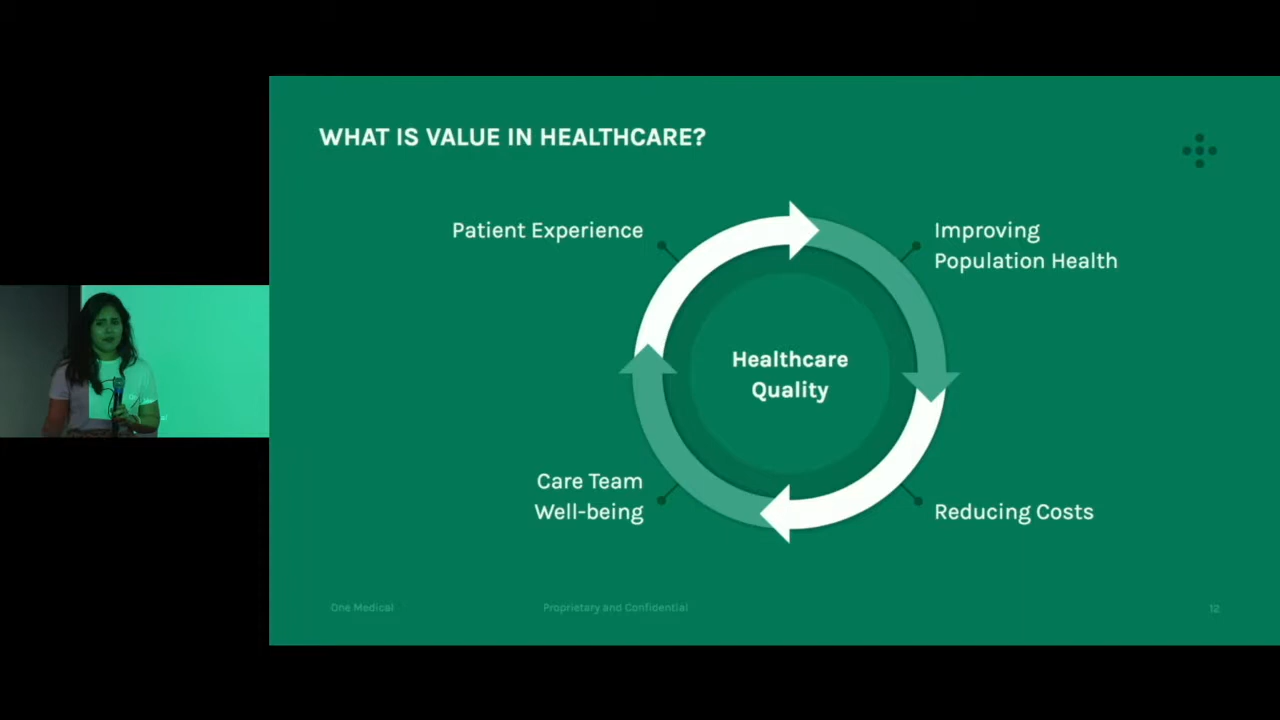 WHAT IS VALUE IN HEALTHCARE?
Patient Experience
Improving
Population Health
Healthcare
Quality
Care Team
Well-being
Reducing Costs
One Medical
Proprietary and Confidential
12